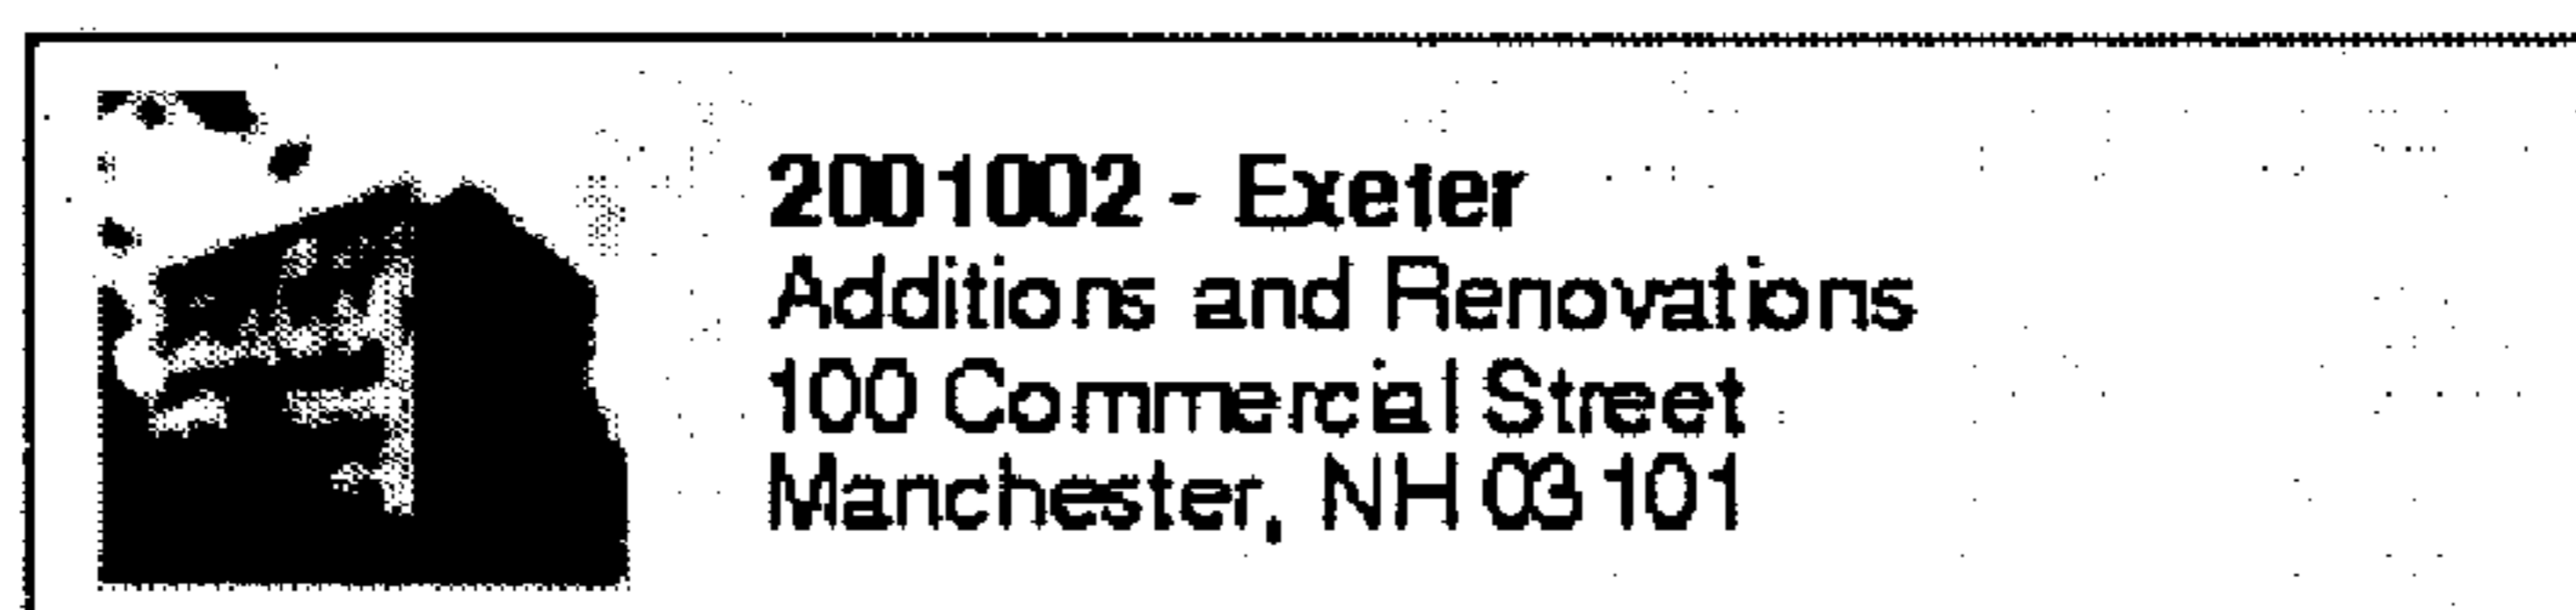 2001002 - Exeter
Additions and Renovations
100 Commercial Street
Manchester, NH 03101